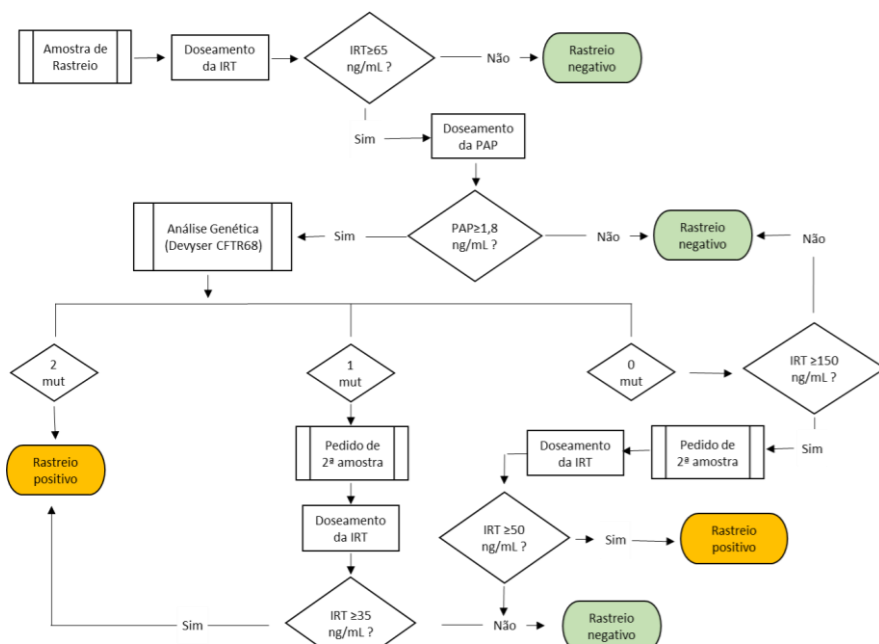 Amostra de
Rastreio
Doseamento
da IRT
IRT≥65
ng/mL ?
Não
Rastreio
negativo
Sim
Doseamento
da PAP
Análise Genética
(Devyser CFTR68)
Sim
PAP≥1,8
ng/mL ?
Não
Rastreio
negativo
Não
2
mut
1
mut
0
mut
IRT ≥150
ng/mL ?
Rastreio
positivo
Pedido de
2ª amostra
Doseamento
da IRT
Pedido de
2ª amostra
Sim
Doseamento
da IRT
IRT ≥50
ng/mL ?
Sim
Rastreio
positivo
Sim
IRT ≥35
ng/mL ?
Não
Rastreio
negativo